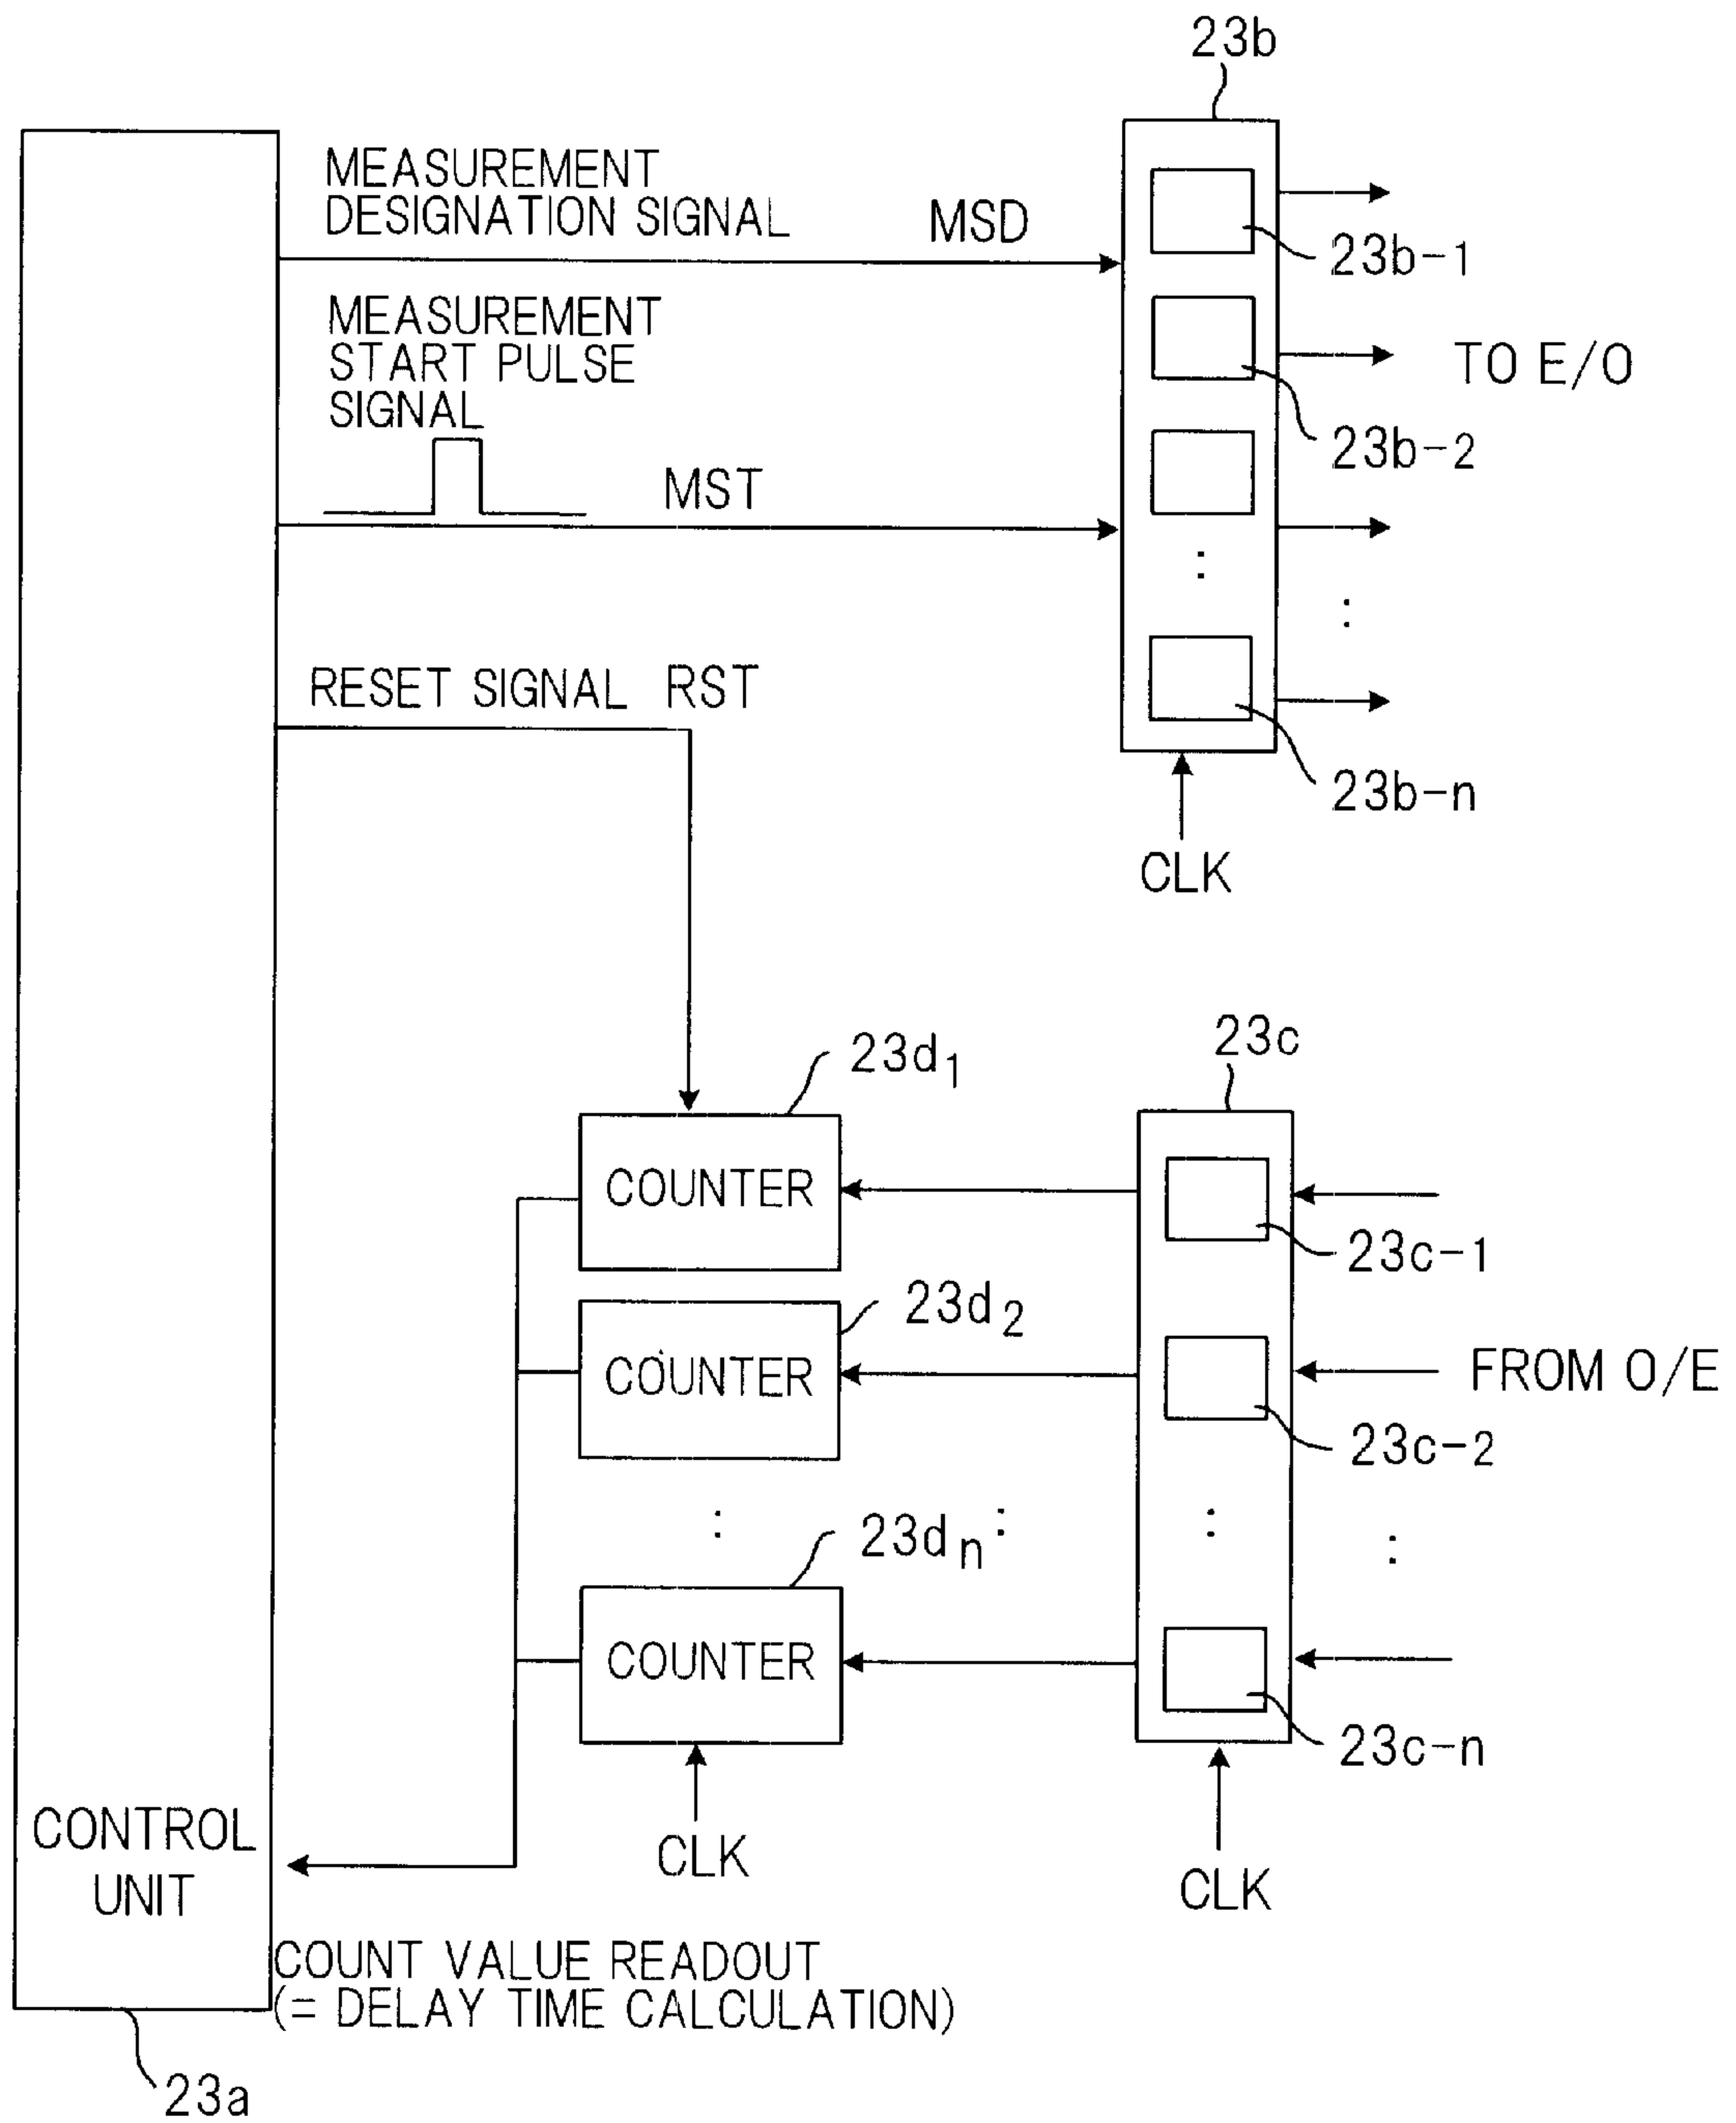 23b
MEASUREMENT
DESIGNATION SIGNAL MSD
23b-1
MEASUREMENT
START PULSE
SIGNAL
TO E/O
23b-2
MST
RESET SIGNAL RST
23b-n
CLK
23c
23d1
COUNTER
23c-1
23d2
COUNTER
FROM O/E
23c-2
23dn
COUNTER
23c-n
CONTROL
UNIT
CLK
CLK
COUNT VALUE READOUT
(= DELAY TIME CALCULATION)
23a